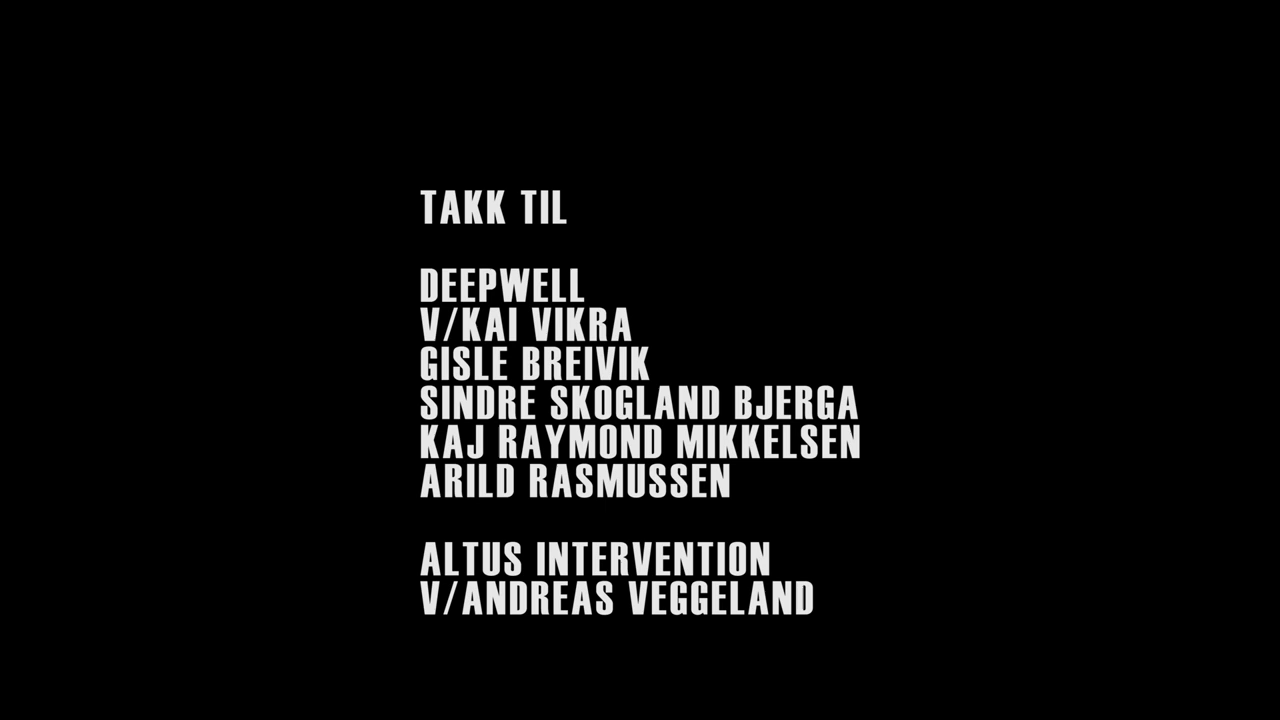 TAKK TIL
DEEPWELL
V/KAI VIKRA
GISLE BREIVIK
SINDRE SKOGLAND BJERGA
KAJ RAYMOND MIKKELSEN
ARILD RASMUSSEN
ALTUS INTERVENTION
V/ANDREAS VEGGELAND